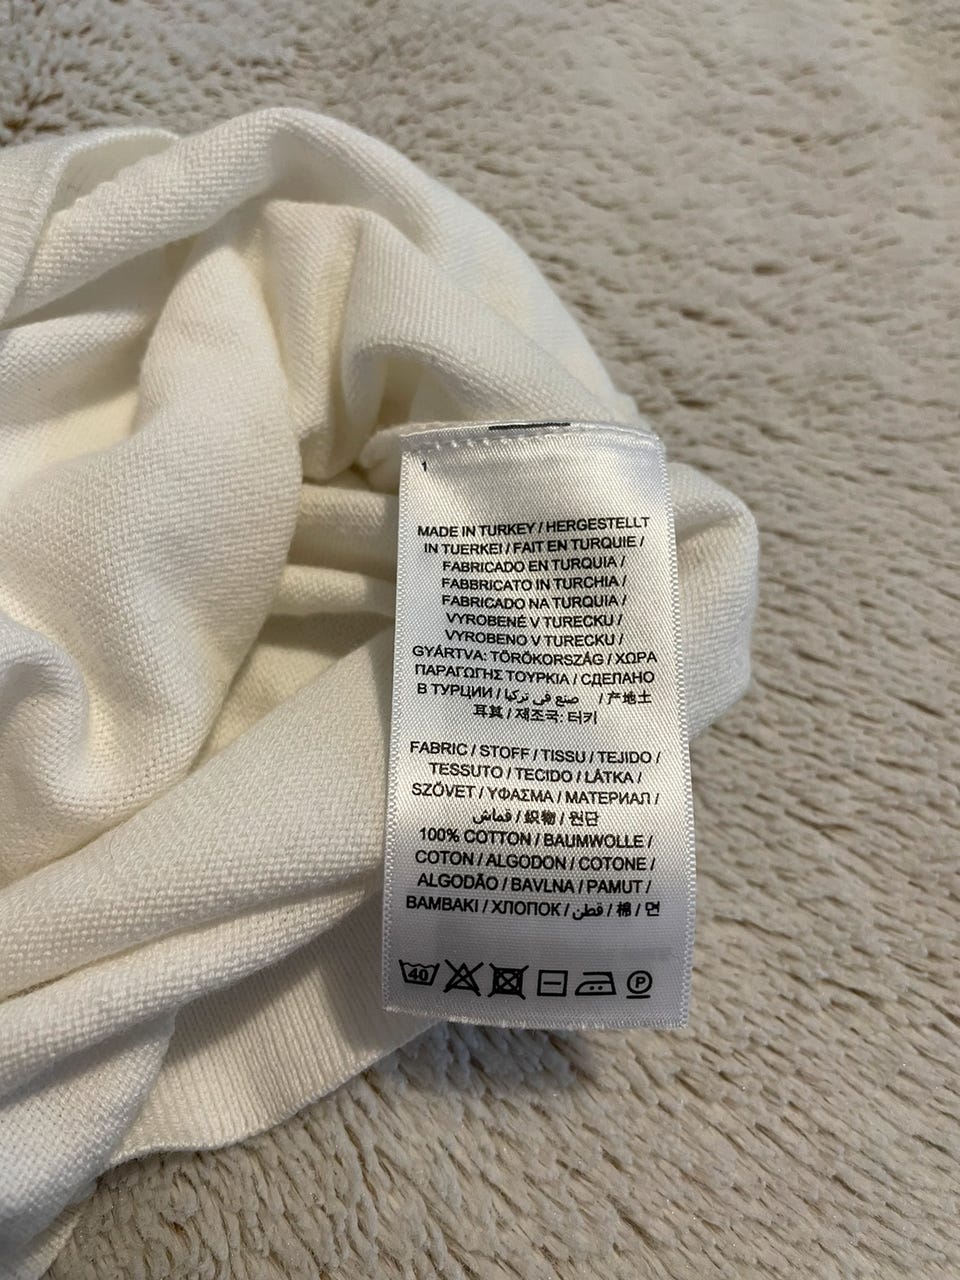 1
MADE IN TURKEY / HERGESTELLT
IN TUERKEI / FAIT EN TURQUIE /
FABRICADO EN TURQUIA /
FABBRICATO IN TURCHIA /
FABRICADO NA TURQUIA /
VYROBENÉ V TURECKU /
VYROBENO V TURECKU /
GYÁRTVA: TÖRÖKORSZÁG / ΧΩΡΑ
ΠΑΡΑΓΩΓΗΣ ΤΟΥΡΚΙΑ / СДЕЛАНО
В ТУРЦИИ / صنع في تركيا / 产地土
耳其 / 제조국: 터키
FABRIC / STOFF / TISSU / TEJIDO /
TESSUTO / TECIDO / LÁTKA /
SZÖVET / ΥΦΑΣΜΑ / МАТЕРИАЛ /
قماش / 织物 / 원단
100% COTTON / BAUMWOLLE /
COTON / ALGODON / COTONE /
ALGODÃO / BAVLNA / PAMUT /
BAMBAKI / ХЛОПОК / قطن / 棉 / 면
40 P